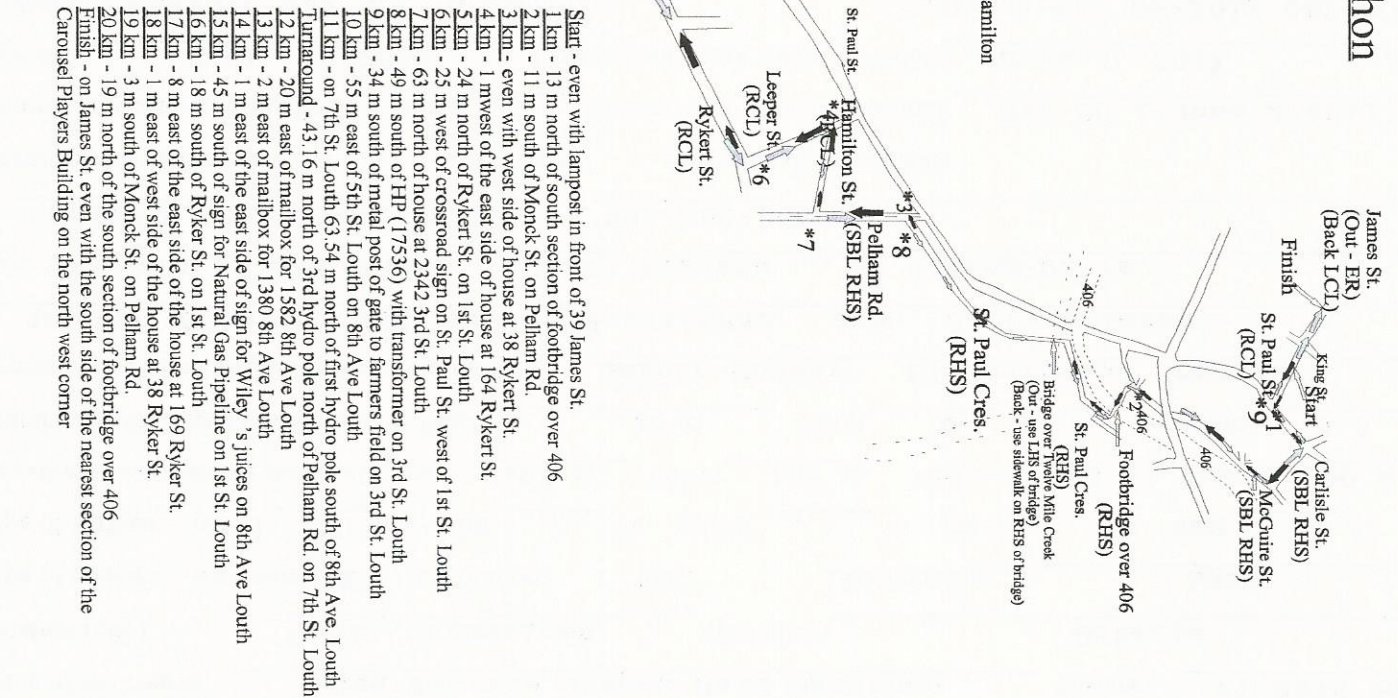 thon
amilton
James St.
(Out - ER)
(Back LCL)
Finish
King St.
Start
St. Paul St.
(RCL)
*1
*9
Carlisle St.
(SBL RHS)
McGuire St.
(SBL RHS)
406
*2
406
Footbridge over 406
(RHS)
St. Paul Cres.
(RHS)
Bridge over Twelve Mile Creek
(Out - use LHS of bridge)
(Back - use sidewalk on RHS of bridge)
406
St. Paul Cres.
(RHS)
*3
*8
Pelham Rd.
(SBL RHS)
St. Paul St.
Hamilton St.
(RCL)
*4
*7
Leeper St.
(RCL)
*6
Rykert St.
(RCL)
Start - even with lampost in front of 39 James St.
1 km - 13 m north of south section of footbridge over 406
2 km - 11 m south of Monck St. on Pelham Rd.
3 km - even with west side of house at 38 Rykert St.
4 km - 1 mwest of the east side of house at 164 Rykert St.
5 km - 24 m north of Rykert St. on 1st St. Louth
6 km - 25 m west of crossroad sign on St. Paul St. west of 1st St. Louth
7 km - 63 m north of house at 2342 3rd St. Louth
8 km - 49 m south of HP (17536) with transformer on 3rd St. Louth
9 km - 34 m south of metal post of gate to farmers field on 3rd St. Louth
10 km - 55 m east of 5th St. Louth on 8th Ave Louth
11 km - on 7th St. Louth 63.54 m north of first hydro pole south of 8th Ave. Louth
Turnaround - 43.16 m north of 3rd hydro pole north of Pelham Rd. on 7th St. Louth
12 km - 20 m east of mailbox for 1582 8th Ave Louth
13 km - 2 m east of mailbox for 1380 8th Ave Louth
14 km - 1 m east of the east side of sign for Wiley 's juices on 8th Ave Louth
15 km - 45 m south of sign for Natural Gas Pipeline on 1st St. Louth
16 km - 18 m south of Ryker St. on 1st St. Louth
17 km - 8 m east of the east side of the house at 169 Ryker St.
18 km - 1 m east of west side of the house at 38 Ryker St.
19 km - 3 m south of Monck St. on Pelham Rd.
20 km - 19 m north of the south section of footbridge over 406
Finish - on James St. even with the south side of the nearest section of the
Carousel Players Building on the north west corner